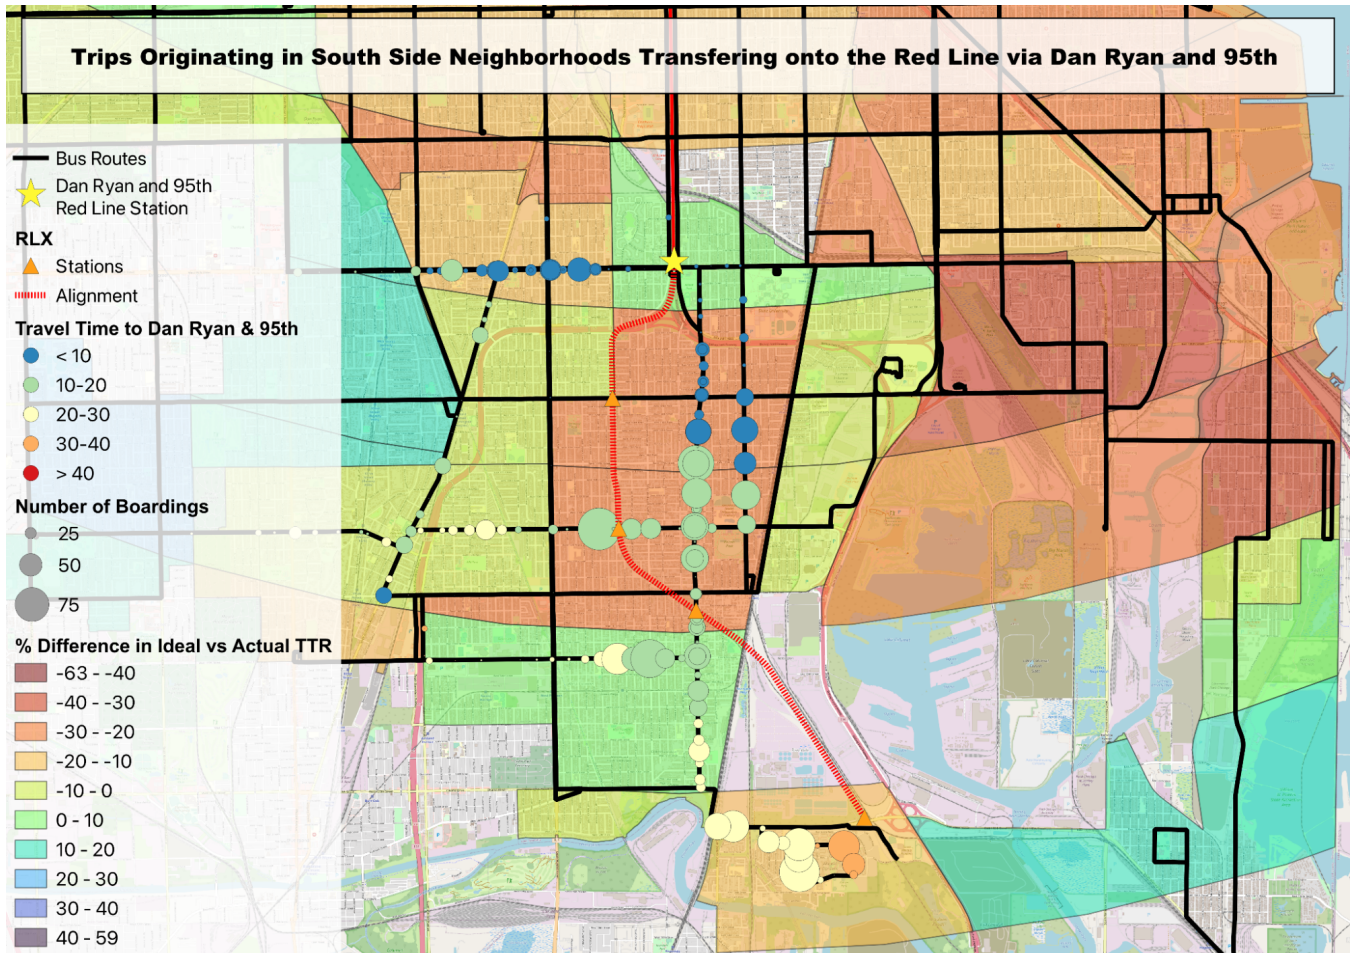 Trips Originating in South Side Neighborhoods Transfering onto the Red Line via Dan Ryan and 95th
Bus Routes
Dan Ryan and 95th
Red Line Station
RLX
Stations
Alignment
Travel Time to Dan Ryan & 95th
< 10
10-20
20-30
30-40
> 40
Number of Boardings
25
50
75
% Difference in Ideal vs Actual TTR
-63 - -40
-40 - -30
-30 - -20
-20 - -10
-10 - 0
0 - 10
10 - 20
20 - 30
30 - 40
40 - 59